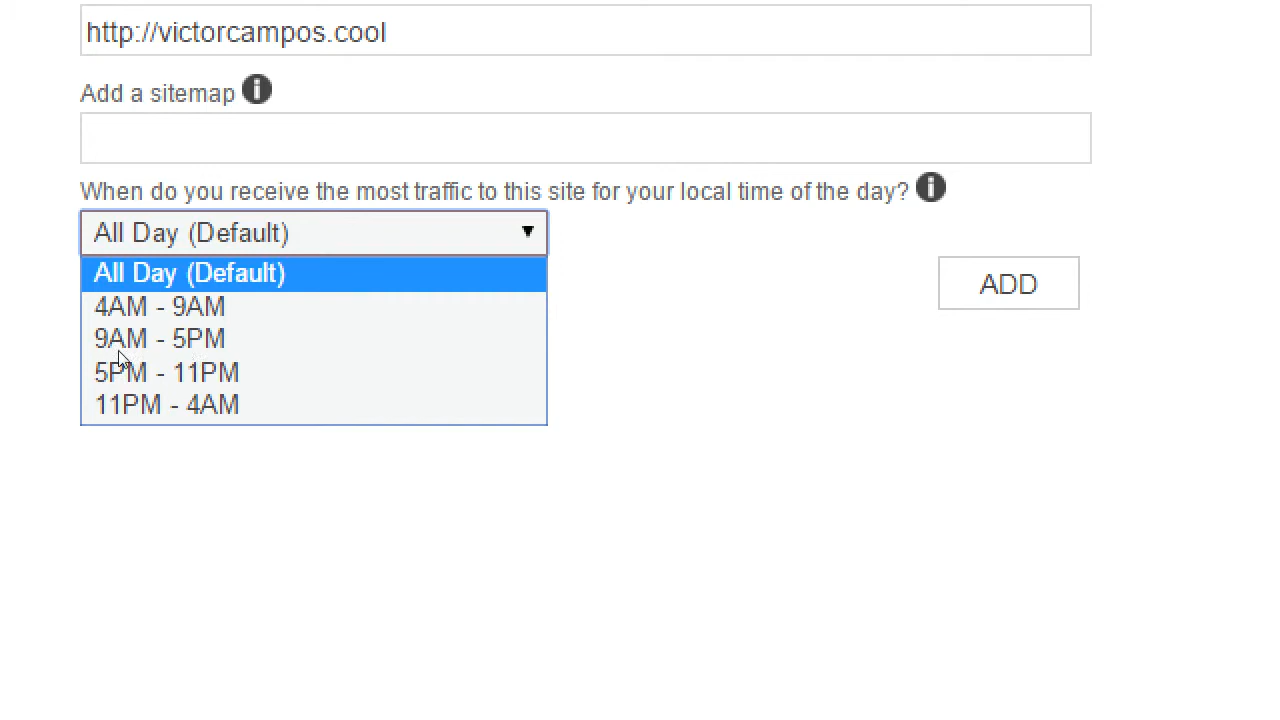 http://victorcampos.cool
Add a sitemap
When do you receive the most traffic to this site for your local time of the day?
All Day (Default)
All Day (Default)
4AM - 9AM
ADD
9AM - 5PM
5PM - 11PM
11PM - 4AM